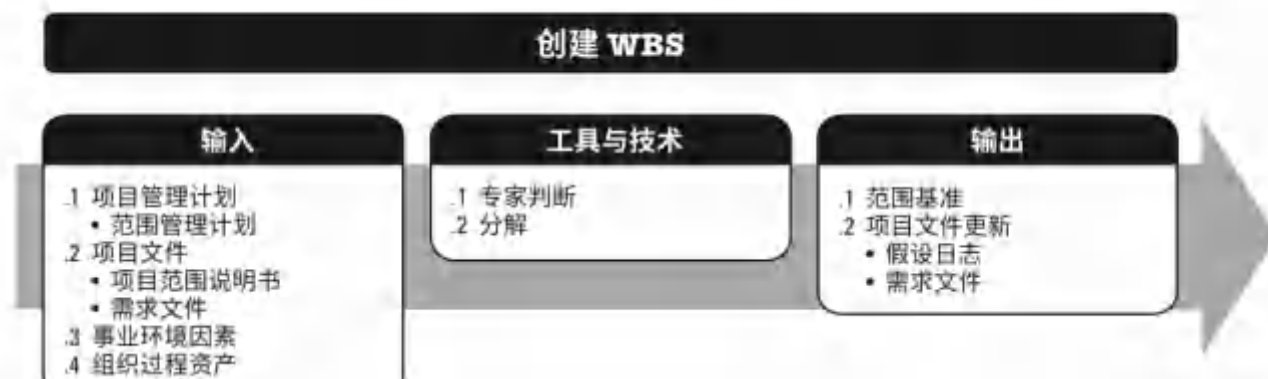 创建 WBS
输入
.1 项目管理计划
• 范围管理计划
.2 项目文件
• 项目范围说明书
• 需求文件
.3 事业环境因素
.4 组织过程资产
工具与技术
.1 专家判断
.2 分解
输出
.1 范围基准
.2 项目文件更新
• 假设日志
• 需求文件